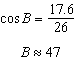 cos B = 17.6/26
B ≈ 47